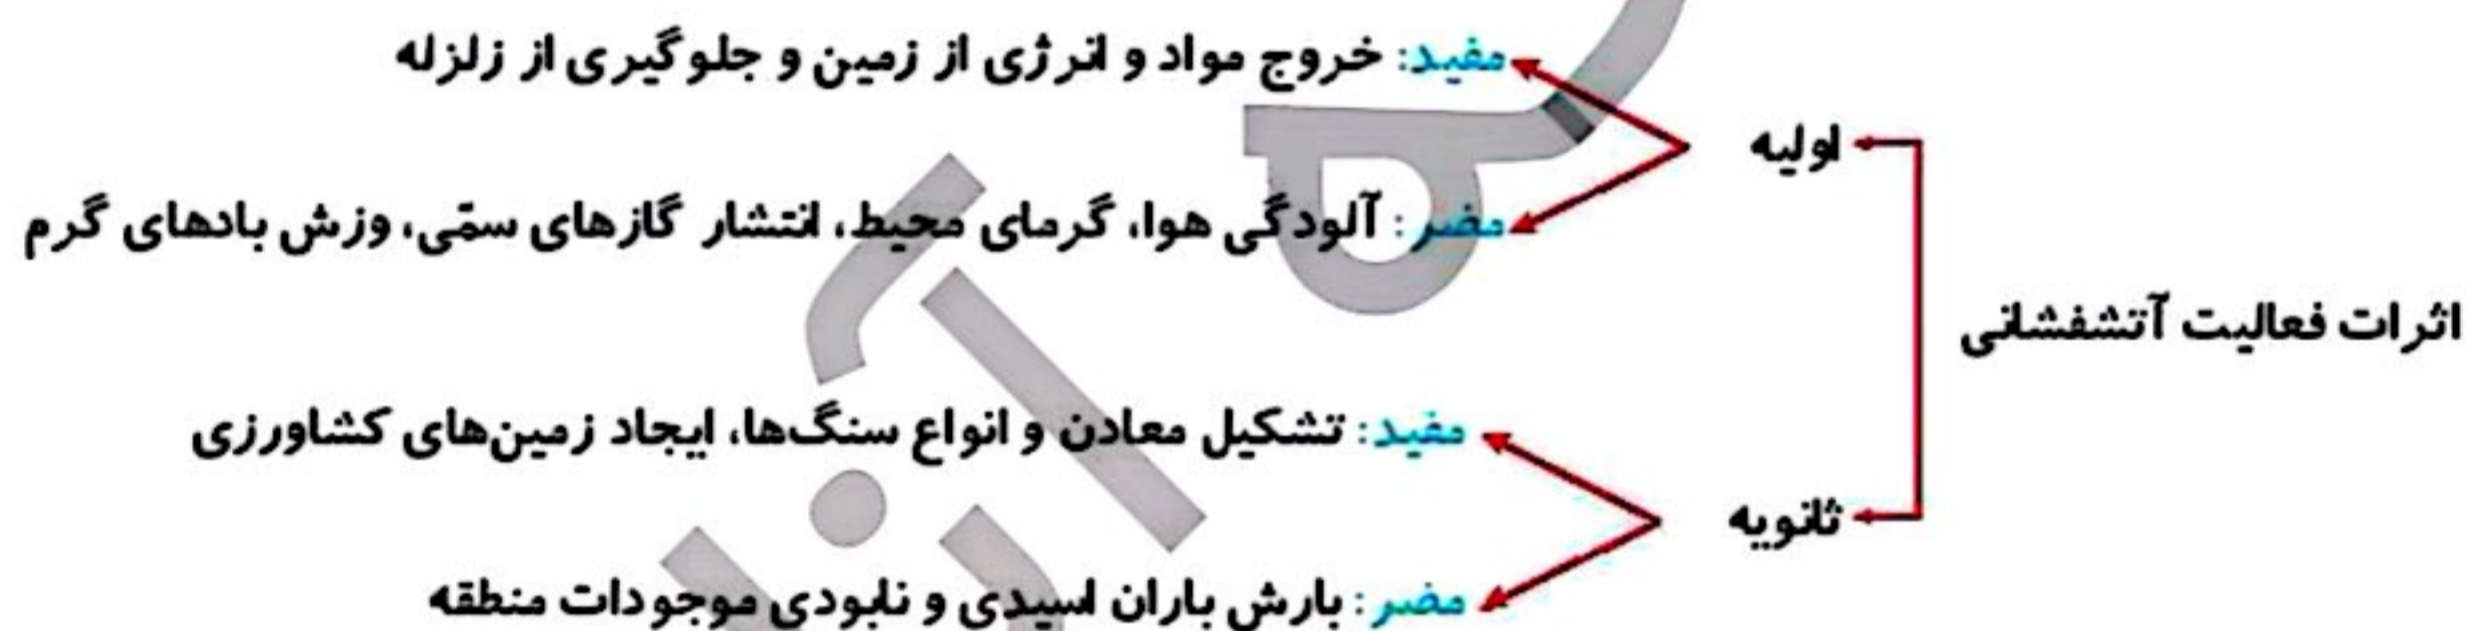 مفید: خروج مواد و انرژی از زمین و جلوگیری از زلزله
اولیه
مضر: آلودگی هوا، گرمای محیط، انتشار گازهای سمّی، وزش بادهای گرم
اثرات فعالیت آتشفشانی
مفید: تشکیل معادن و انواع سنگ‌ها، ایجاد زمین‌های کشاورزی
ثانویه
مضر: بارش باران اسیدی و نابودی موجودات منطقه